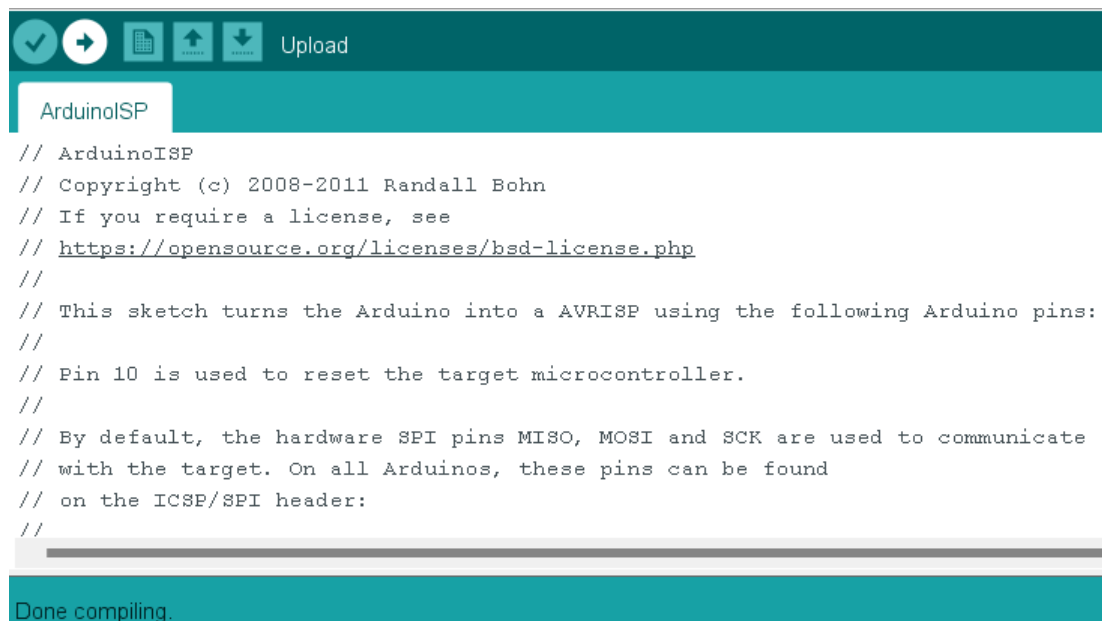 Upload
ArduinoISP
// ArduinoISP
// Copyright (c) 2008-2011 Randall Bohn
// If you require a license, see
// https://opensource.org/licenses/bsd-license.php
//
// This sketch turns the Arduino into a AVRISP using the following Arduino pins:
//
// Pin 10 is used to reset the target microcontroller.
//
// By default, the hardware SPI pins MISO, MOSI and SCK are used to communicate
// with the target. On all Arduinos, these pins can be found
// on the ICSP/SPI header:
//
Done compiling.